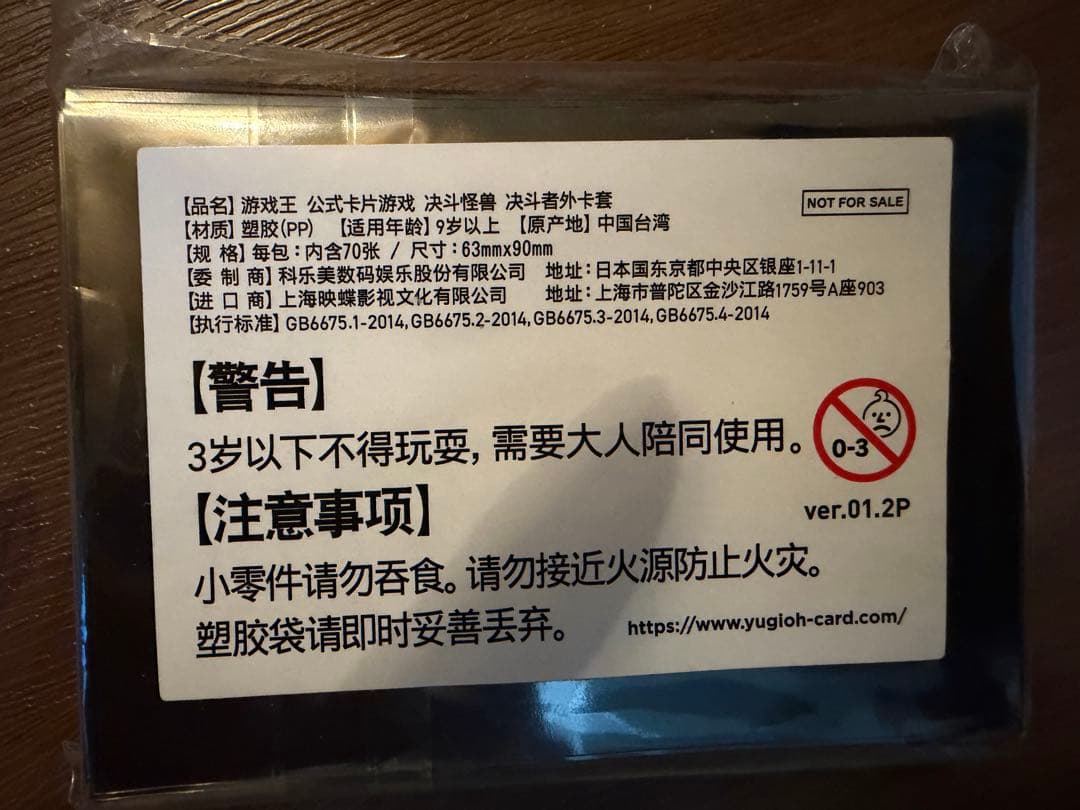 【品名】游戏王 公式卡片游戏 决斗怪兽 决斗者外卡套
NOT FOR SALE
【材质】塑胶(PP) 【适用年龄】9岁以上 【原产地】中国台湾
【规 格】每包：内含70张 / 尺寸：63mmx90mm
【委 制 商】科乐美数码娱乐股份有限公司 地址：日本国东京都中央区银座1-11-1
【进 口 商】上海映蝶影视文化有限公司 地址：上海市普陀区金沙江路1759号A座903
【执行标准】GB6675.1-2014,GB6675.2-2014,GB6675.3-2014,GB6675.4-2014
【警告】
3岁以下不得玩耍，需要大人陪同使用。
0-3
【注意事项】
ver.01.2P
小零件请勿吞食。请勿接近火源防止火灾。
塑胶袋请即时妥善丢弃。
https://www.yugioh-card.com/